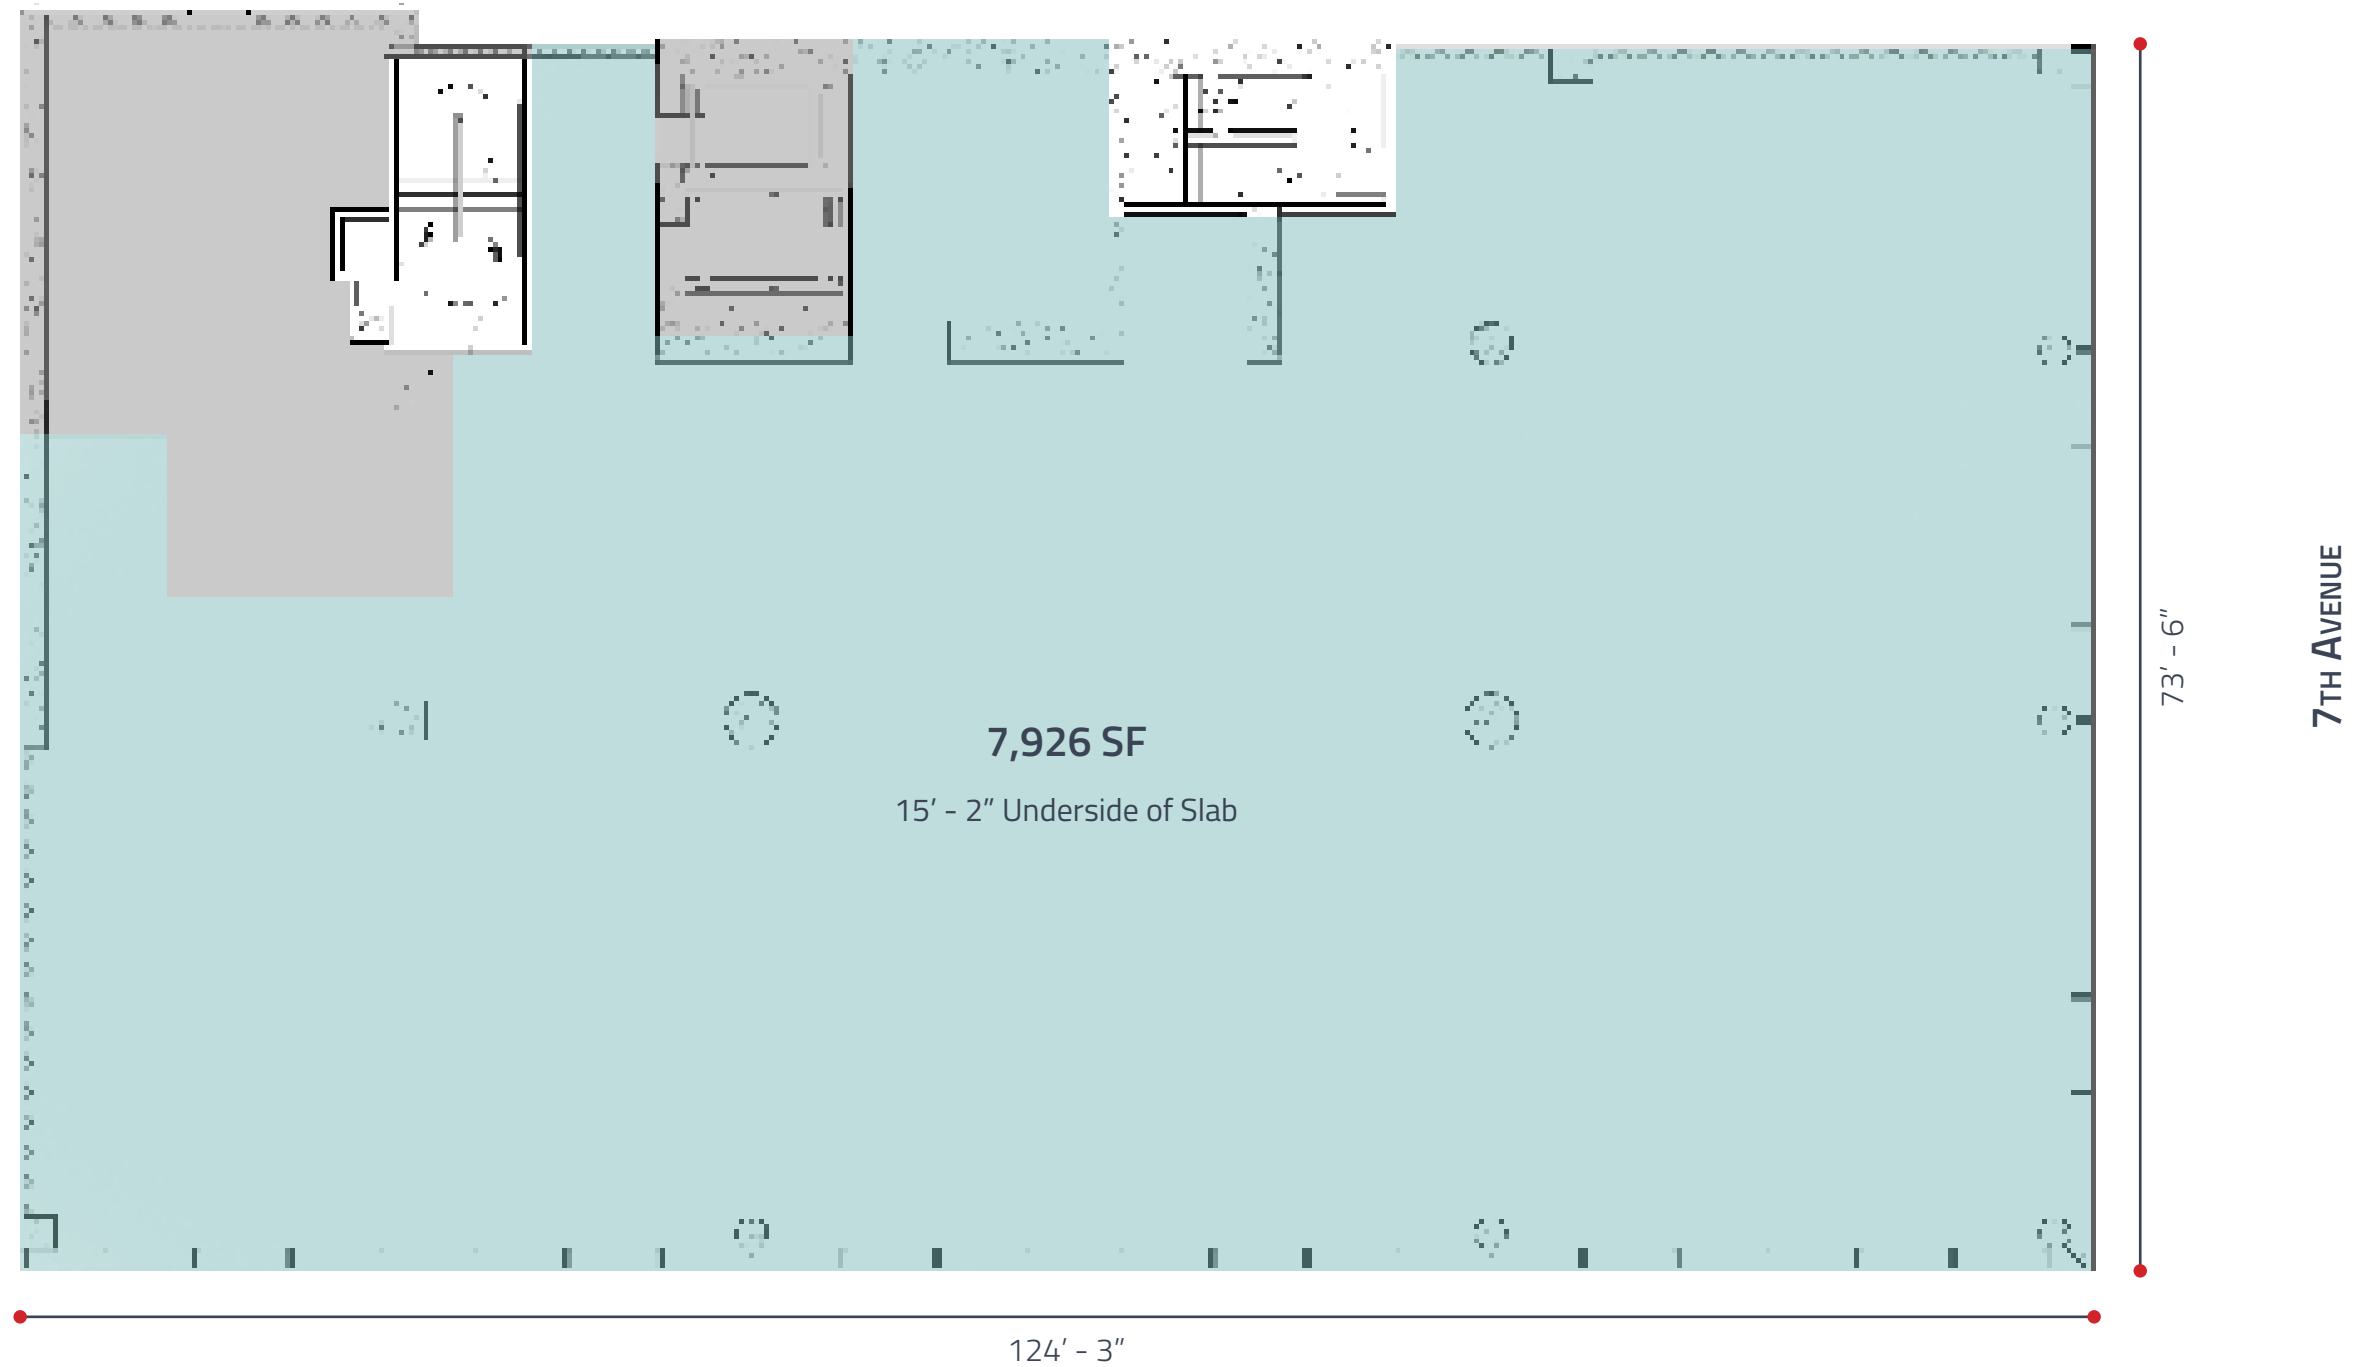 7,926 SF
15’ - 2” Underside of Slab
73’ - 6”
7TH AVENUE
124’ - 3”